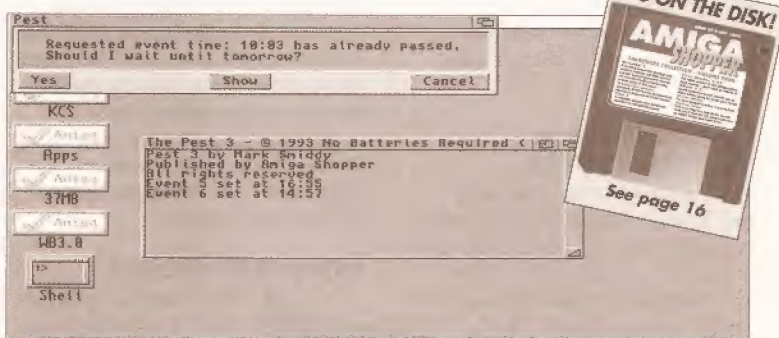 Pest
Requested event time: 10:03 has already passed.
Should I wait until tomorrow?
Yes
Show
Cancel
KCS
Apps
37MB
WB3.0
1>
Shell
The Pest 3 - © 1993 No Batteries Required
Pest 3 by Mark Smiddy
Published by Amiga Shopper
All rights reserved
Event 5 set at 16:55
Event 6 set at 14:57
ON THE DISK!
AMIGA
SHOPPER
See page 16